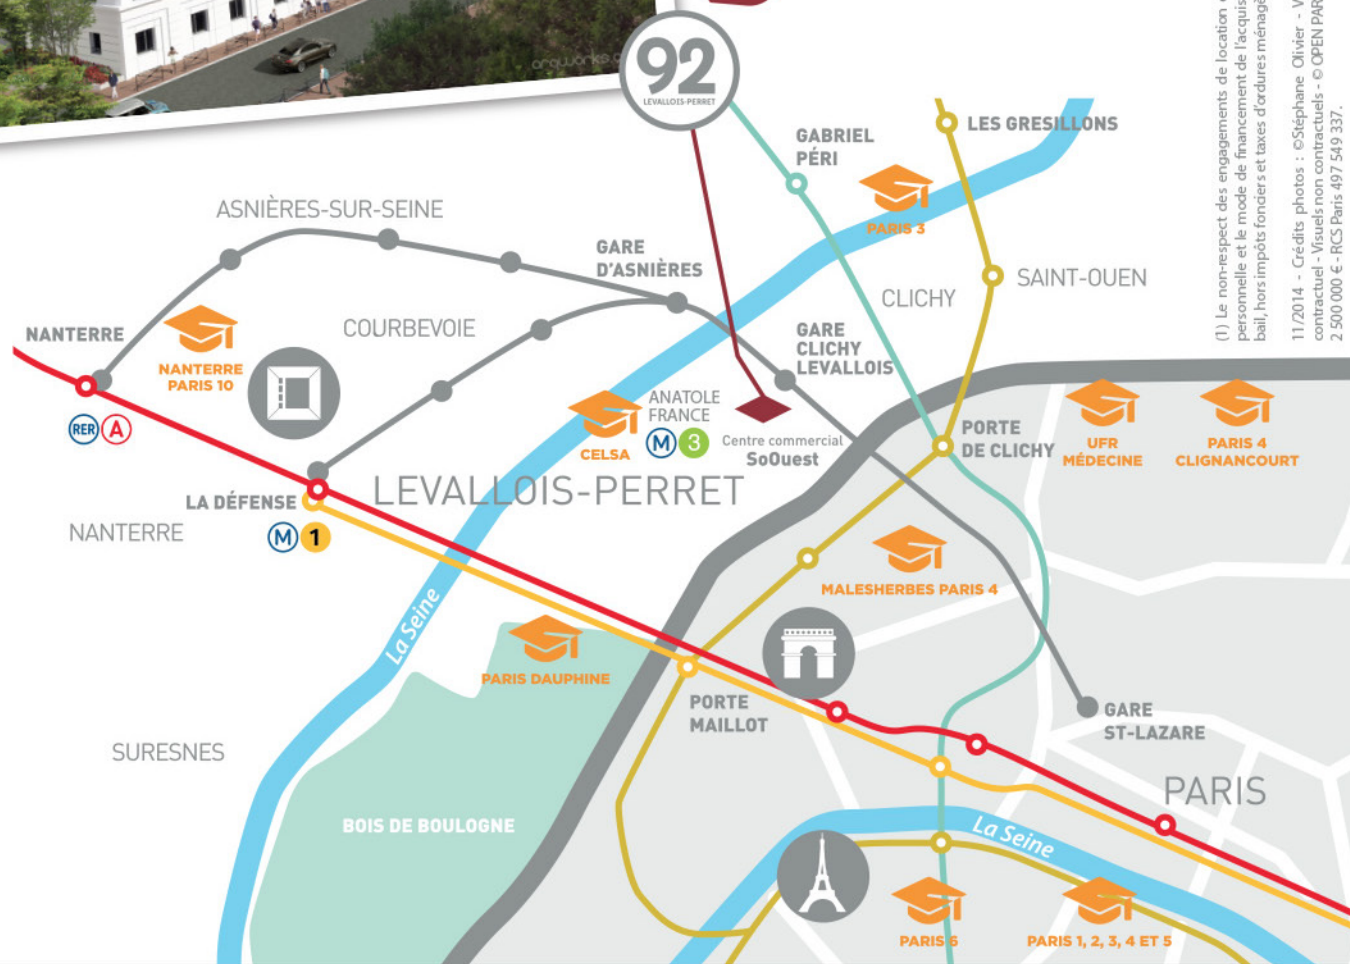 arqworks.c
92
LEVALLOIS-PERRET
(1) Le non-respect des engagements de location
personnelle et le mode de financement de l'acquis
bail, hors impôts fonciers et taxes d'ordures ménagè
11/2014 - Crédits photos : ©Stéphane Olivier - V
contractuel - Visuels non contractuels - © OPEN PAR
2 500 000 € - RCS Paris 497 549 337.
LES GRESILLONS
GABRIEL
PÉRI
PARIS 3
ASNIÈRES-SUR-SEINE
GARE
D'ASNIÈRES
SAINT-OUEN
CLICHY
NANTERRE
COURBEVOIE
GARE
CLICHY
LEVALLOIS
NANTERRE
PARIS 10
RER A
ANATOLE
FRANCE
M 3
CELSA
Centre commercial
SoOuest
PORTE
DE CLICHY
UFR
MÉDECINE
PARIS 4
CLIGNANCOURT
LEVALLOIS-PERRET
LA DÉFENSE
M 1
NANTERRE
MALESHERBES PARIS 4
La Seine
PARIS DAUPHINE
PORTE
MAILLOT
GARE
ST-LAZARE
SURESNES
PARIS
BOIS DE BOULOGNE
La Seine
PARIS 6
PARIS 1, 2, 3, 4 ET 5